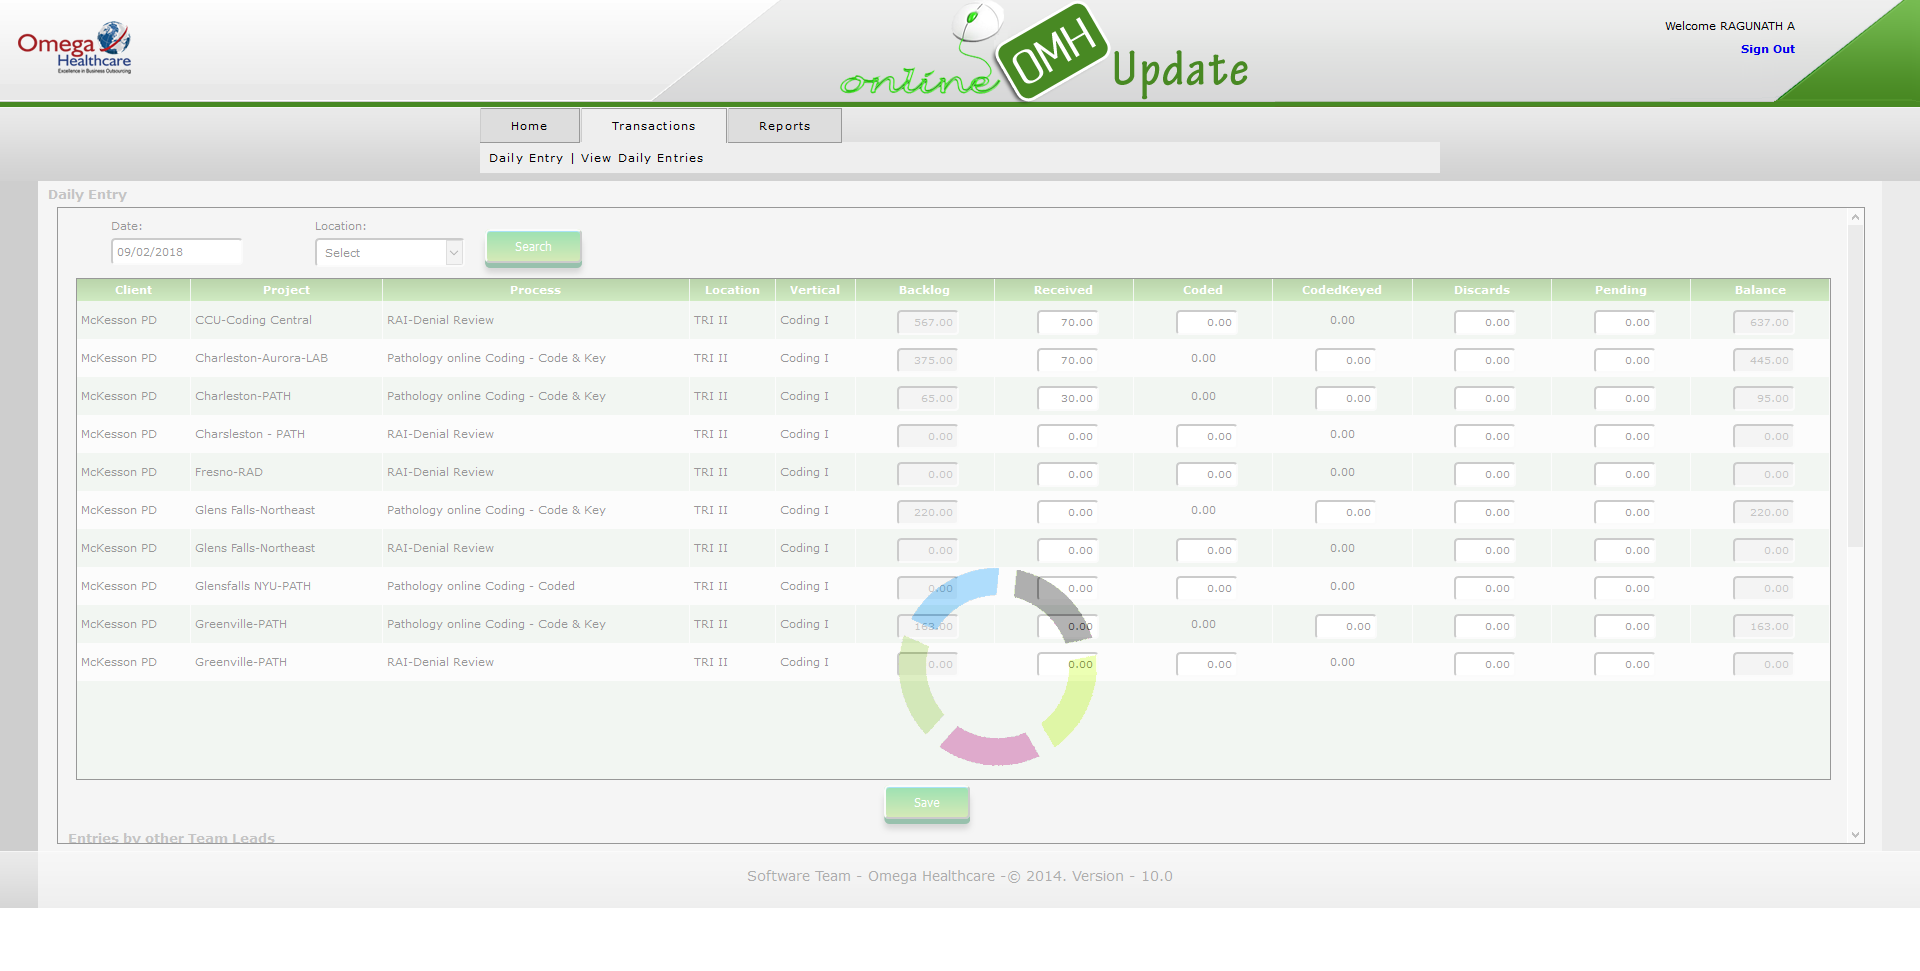 Omega
Healthcare
Excellence in Business Outsourcing
online OMH Update
Welcome RAGUNATH A
Sign Out
Home Transactions Reports
Daily Entry | View Daily Entries
Daily Entry
Date: Location:
09/02/2018 Select Search
Client Project Process Location Vertical Backlog Received Coded CodedKeyed Discards Pending Balance
McKesson PD CCU-Coding Central RAI-Denial Review TRI II Coding I 567.00 70.00 0.00 0.00 0.00 0.00 637.00
McKesson PD Charleston-Aurora-LAB Pathology online Coding - Code & Key TRI II Coding I 375.00 70.00 0.00 0.00 0.00 0.00 445.00
McKesson PD Charleston-PATH Pathology online Coding - Code & Key TRI II Coding I 65.00 30.00 0.00 0.00 0.00 0.00 95.00
McKesson PD Charsleston - PATH RAI-Denial Review TRI II Coding I 0.00 0.00 0.00 0.00 0.00 0.00 0.00
McKesson PD Fresno-RAD RAI-Denial Review TRI II Coding I 0.00 0.00 0.00 0.00 0.00 0.00 0.00
McKesson PD Glens Falls-Northeast Pathology online Coding - Code & Key TRI II Coding I 220.00 0.00 0.00 0.00 0.00 0.00 220.00
McKesson PD Glens Falls-Northeast RAI-Denial Review TRI II Coding I 0.00 0.00 0.00 0.00 0.00 0.00 0.00
McKesson PD Glensfalls NYU-PATH Pathology online Coding - Coded TRI II Coding I 0.00 0.00 0.00 0.00 0.00 0.00 0.00
McKesson PD Greenville-PATH Pathology online Coding - Code & Key TRI II Coding I 163.00 0.00 0.00 0.00 0.00 0.00 163.00
McKesson PD Greenville-PATH RAI-Denial Review TRI II Coding I 0.00 0.00 0.00 0.00 0.00 0.00 0.00
Save
Entries by other Team Leads
Software Team - Omega Healthcare -© 2014. Version - 10.0